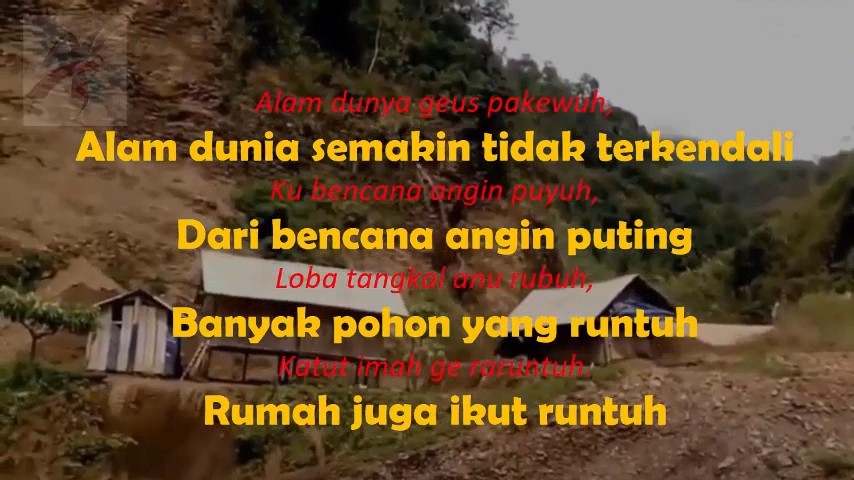 Alam dunya geus pakewuh,
Alam dunia semakin tidak terkendali
Ku bencana angin puyuh,
Dari bencana angin puting
Loba tangkal anu rubuh,
Banyak pohon yang runtuh
Katut imah ge raruntuh.
Rumah juga ikut runtuh